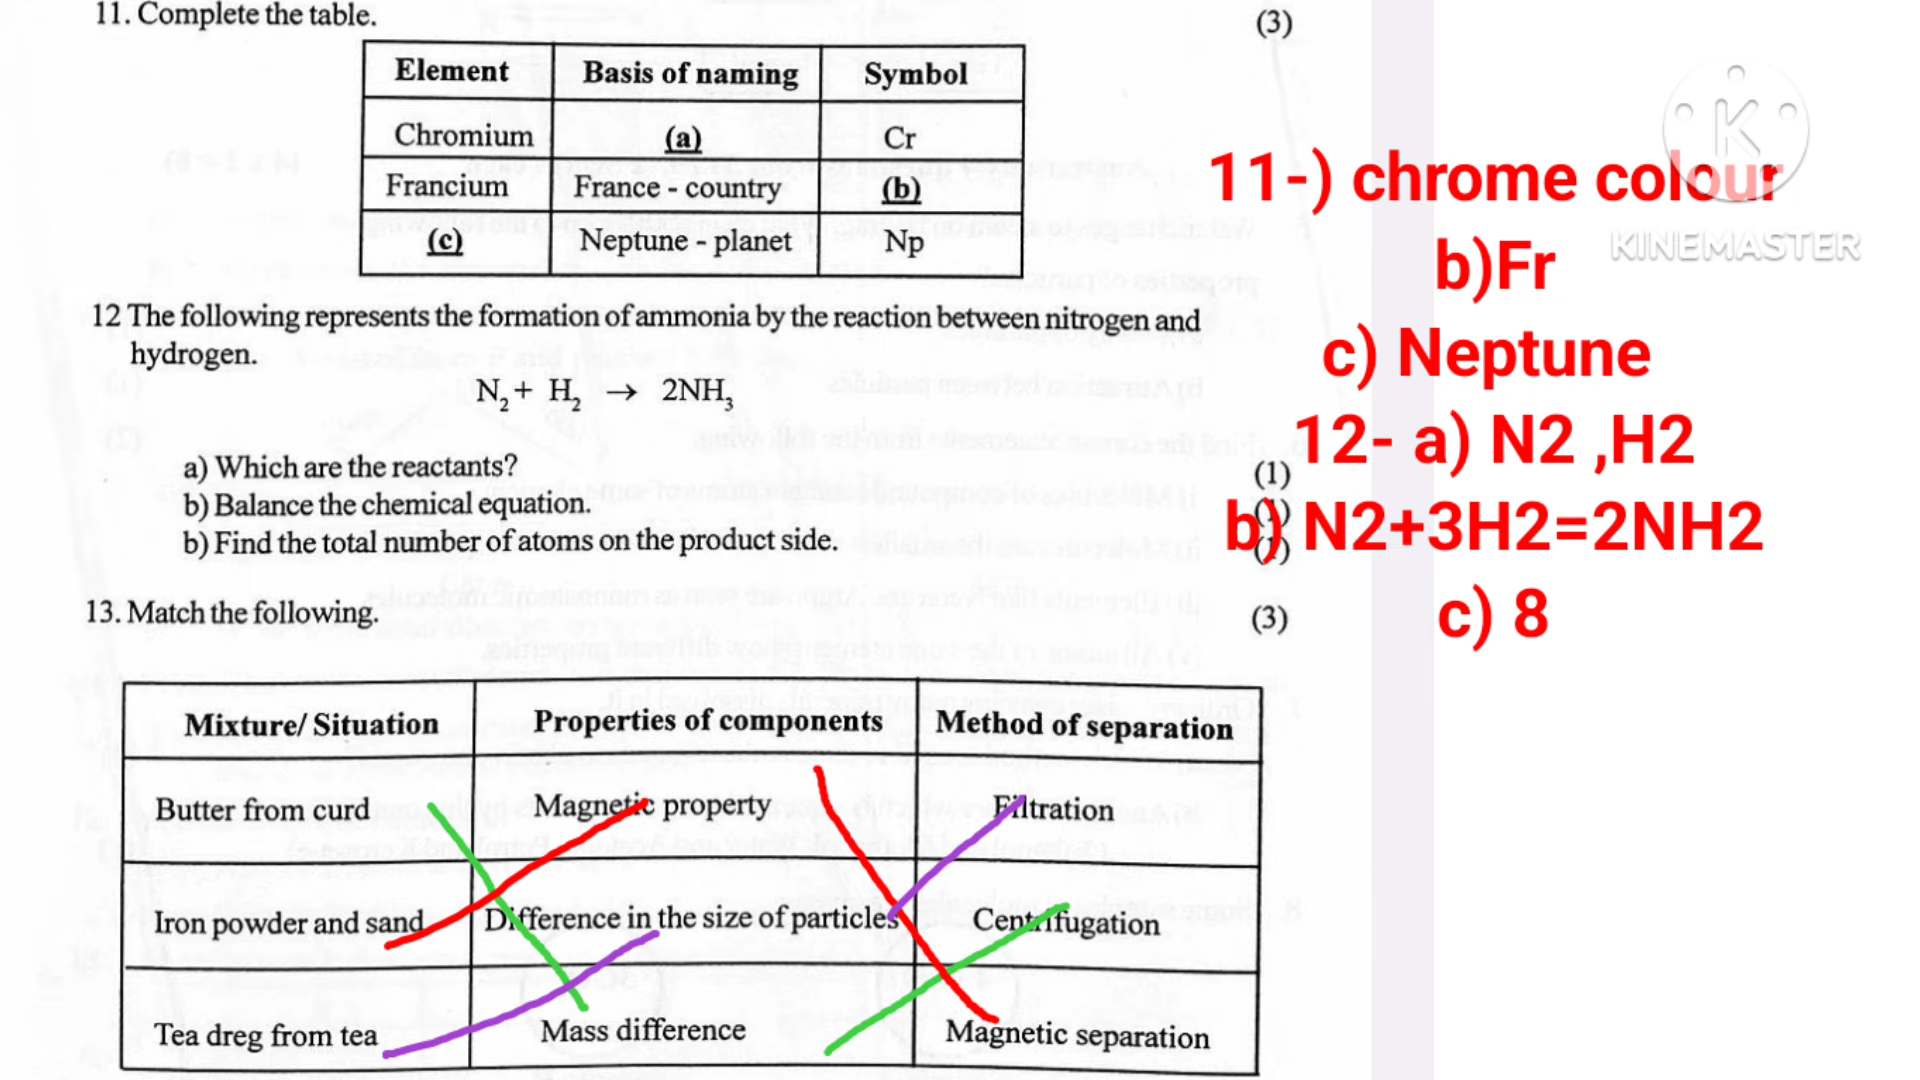 11. Complete the table. (3)
Element Basis of naming Symbol
Chromium (a) Cr
Francium France - country (b)
(c) Neptune - planet Np
12 The following represents the formation of ammonia by the reaction between nitrogen and
hydrogen.
N₂ + H₂ → 2NH₃
a) Which are the reactants? (1)
b) Balance the chemical equation.
b) Find the total number of atoms on the product side.
13. Match the following. (3)
Mixture/ Situation Properties of components Method of separation
Butter from curd Magnetic property Filtration
Iron powder and sand Difference in the size of particles Centrifugation
Tea dreg from tea Mass difference Magnetic separation
11-) chrome colour
b)Fr
c) Neptune
12- a) N2 ,H2
b) N2+3H2=2NH2
c) 8
K
KINEMASTER